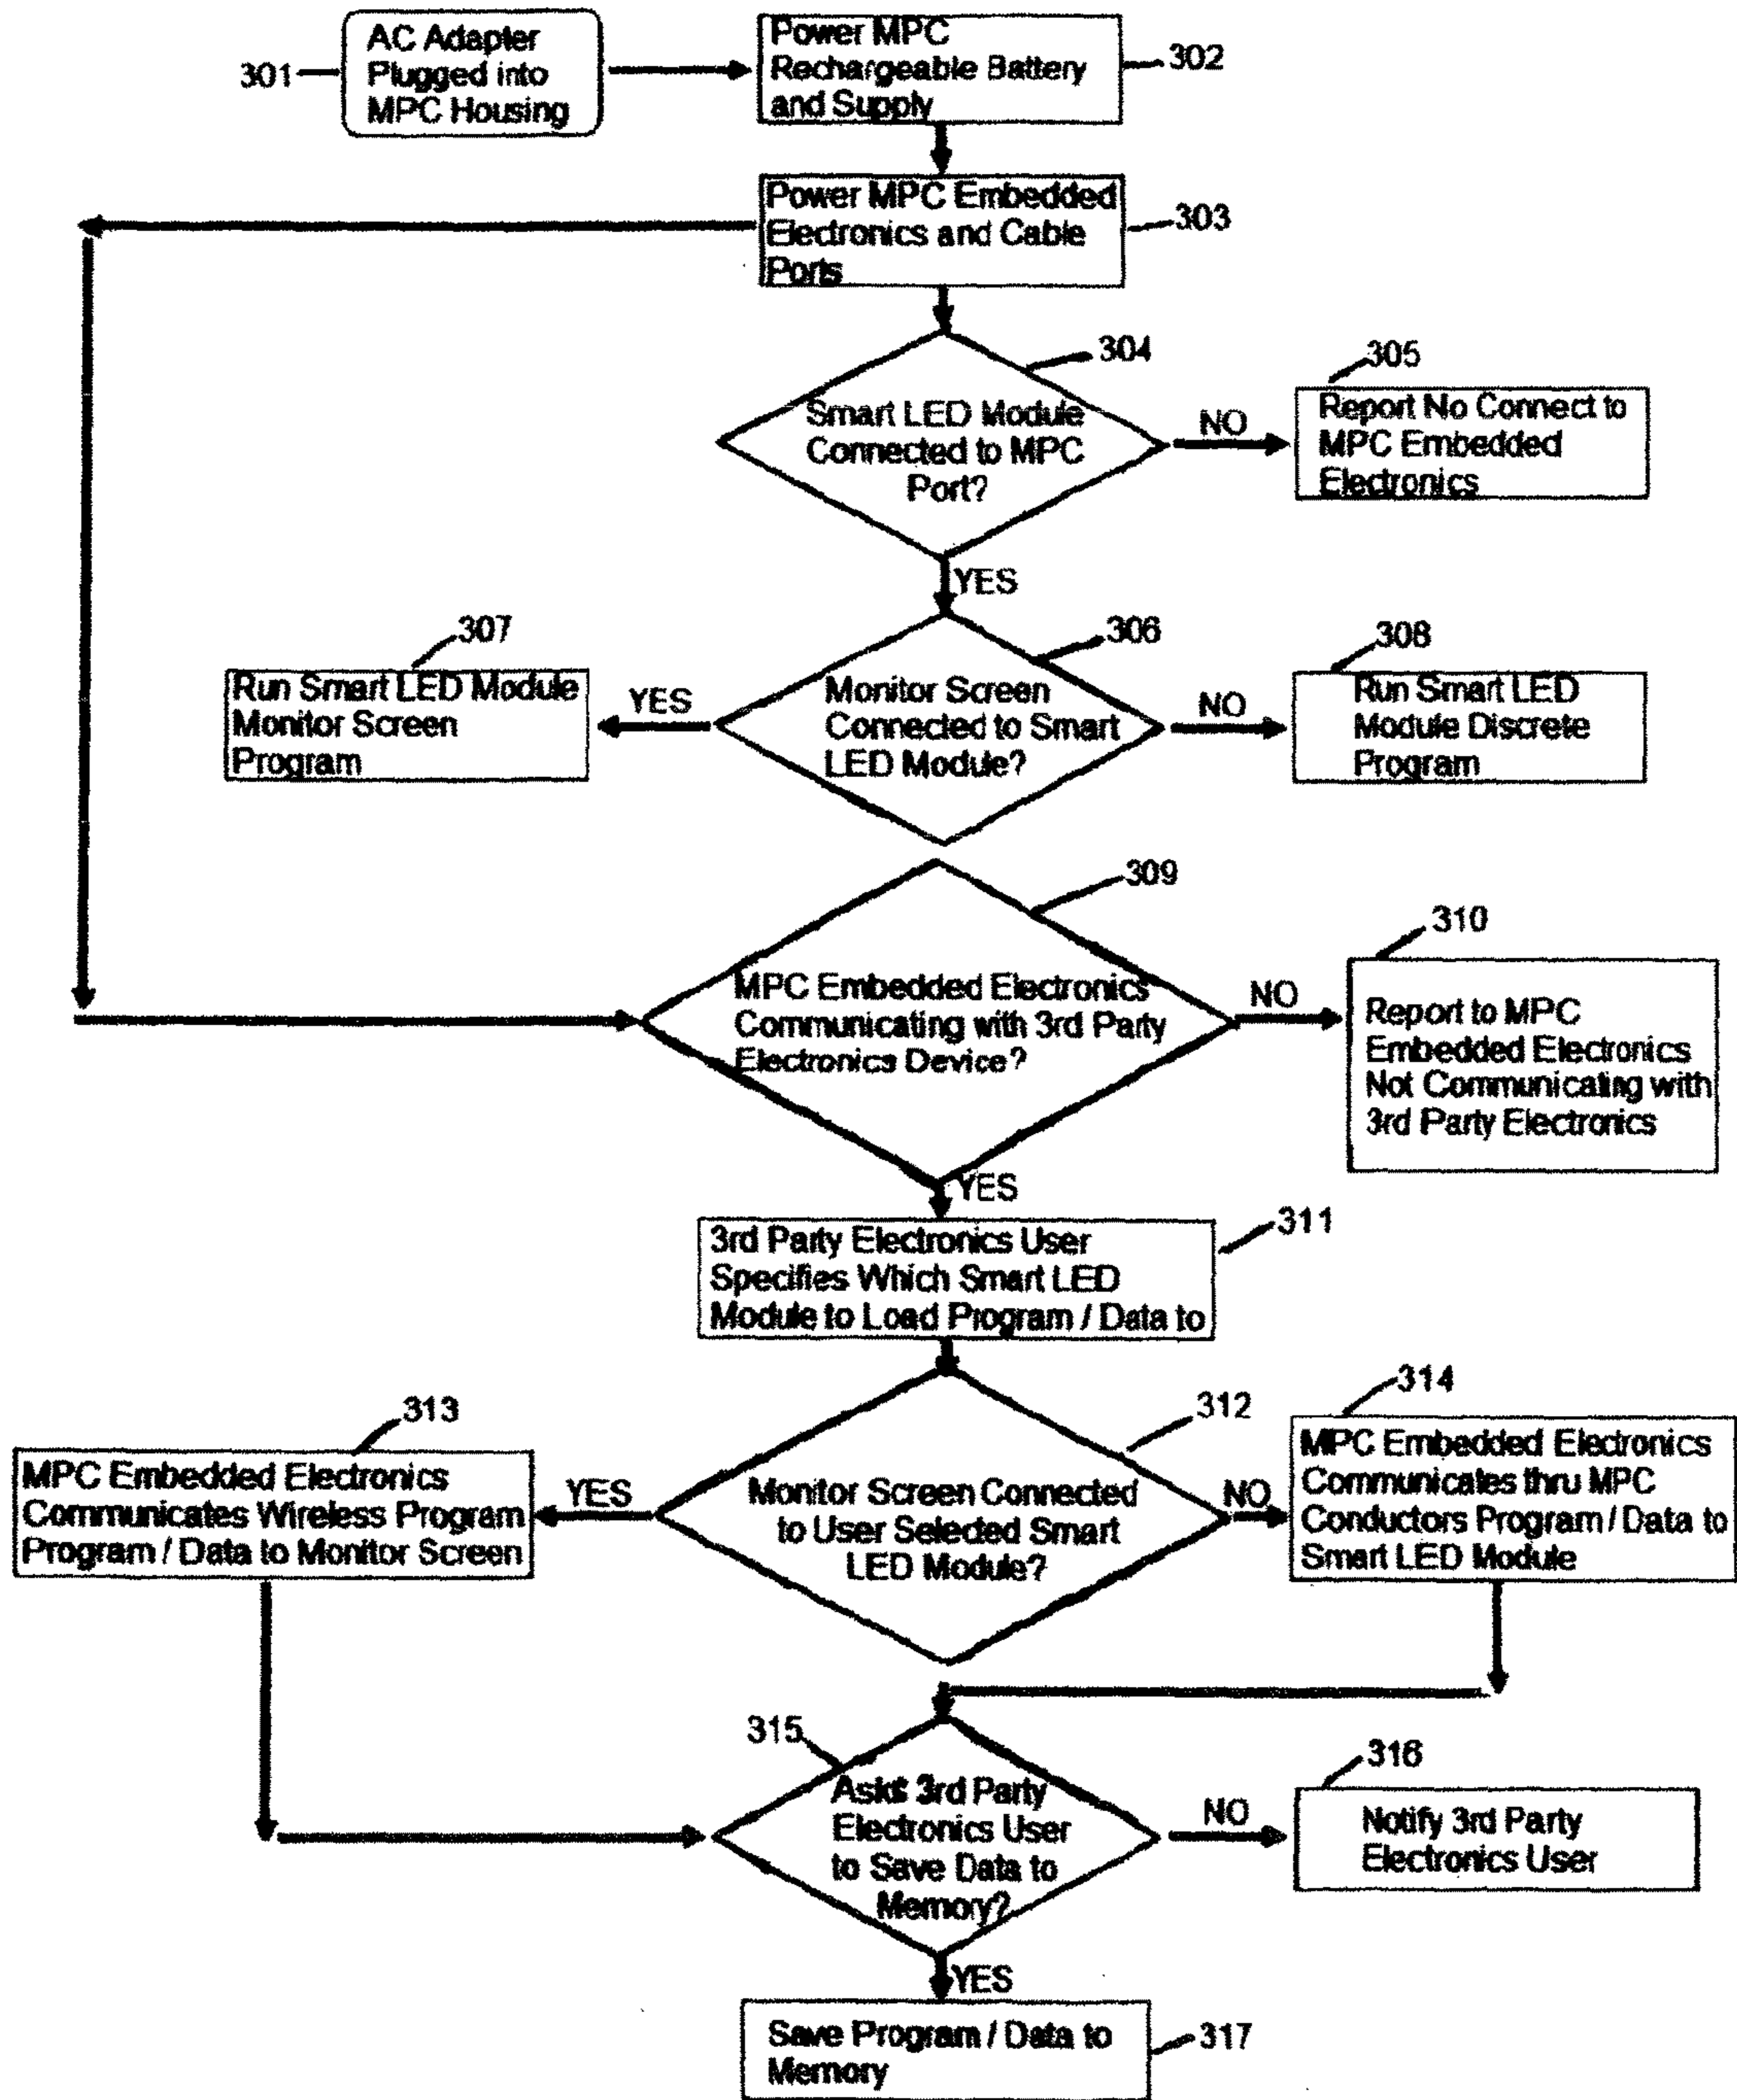 AC Adapter
Plugged into
MPC Housing
301
Power MPC
Rechargeable Battery
and Supply
302
Power MPC Embedded
Electronics and Cable
Ports
303
304
Smart LED Module
Connected to MPC
Port?
NO
305
Report No Connect to
MPC Embedded
Electronics
YES
306
Monitor Screen
Connected to Smart
LED Module?
YES
307
Run Smart LED Module
Monitor Screen
Program
NO
308
Run Smart LED
Module Discrete
Program
309
MPC Embedded Electronics
Communicating with 3rd Party
Electronics Device?
NO
310
Report to MPC
Embedded Electronics
Not Communicating with
3rd Party Electronics
YES
311
3rd Party Electronics User
Specifies Which Smart LED
Module to Load Program / Data to
312
Monitor Screen Connected
to User Selected Smart
LED Module?
YES
313
MPC Embedded Electronics
Communicates Wireless Program
Program / Data to Monitor Screen
NO
314
MPC Embedded Electronics
Communicates thru MPC
Conductors Program / Data to
Smart LED Module
315
3rd Party
Electronics User
to Save Data to
Memory?
NO
316
Notify 3rd Party
Electronics User
YES
Save Program / Data to
Memory
317